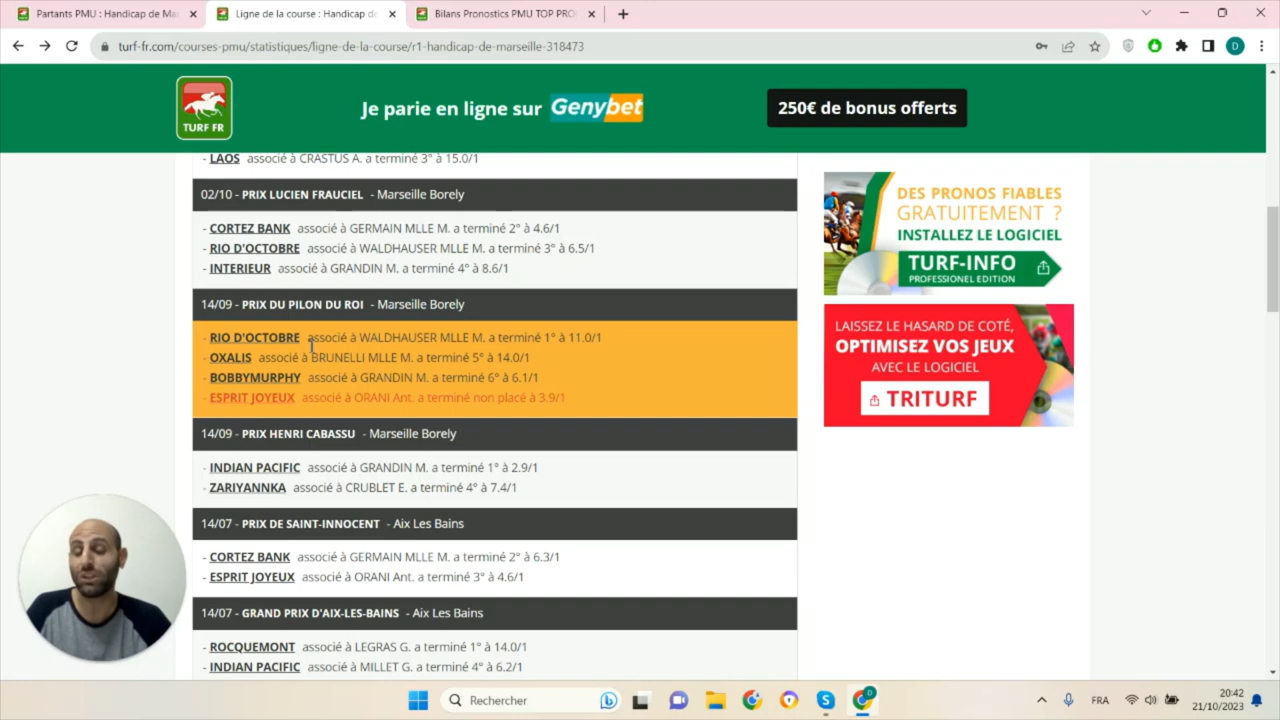 Partants PMU : Handicap de Mar
Ligne de la course : Handicap de
Bilans Pronostics PMU TOP PRO
turf-fr.com/courses-pmu/statistiques/ligne-de-la-course/r1-handicap-de-marseille-318473
D
TURF FR
Je parie en ligne sur Genybet
250€ de bonus offerts
- LAOS associé à CRASTUS A. a terminé 3° à 15.0/1
02/10 - PRIX LUCIEN FRAUCIEL - Marseille Borely
- CORTEZ BANK associé à GERMAIN MLLE M. a terminé 2° à 4.6/1
- RIO D'OCTOBRE associé à WALDHAUSER MLLE M. a terminé 3° à 6.5/1
- INTERIEUR associé à GRANDIN M. a terminé 4° à 8.6/1
14/09 - PRIX DU PILON DU ROI - Marseille Borely
- RIO D'OCTOBRE associé à WALDHAUSER MLLE M. a terminé 1° à 11.0/1
- OXALIS associé à BRUNELLI MLLE M. a terminé 5° à 14.0/1
- BOBBYMURPHY associé à GRANDIN M. a terminé 6° à 6.1/1
- ESPRIT JOYEUX associé à ORANI Ant. a terminé non placé à 3.9/1
14/09 - PRIX HENRI CABASSU - Marseille Borely
- INDIAN PACIFIC associé à GRANDIN M. a terminé 1° à 2.9/1
- ZARIYANNKA associé à CRUBLET E. a terminé 4° à 7.4/1
14/07 - PRIX DE SAINT-INNOCENT - Aix Les Bains
- CORTEZ BANK associé à GERMAIN MLLE M. a terminé 2° à 6.3/1
- ESPRIT JOYEUX associé à ORANI Ant. a terminé 3° à 4.6/1
14/07 - GRAND PRIX D'AIX-LES-BAINS - Aix Les Bains
- ROCQUEMONT associé à LEGRAS G. a terminé 1° à 14.0/1
- INDIAN PACIFIC associé à MILLET G. a terminé 4° à 6.2/1
DES PRONOS FIABLES
GRATUITEMENT ?
INSTALLEZ LE LOGICIEL
TURF-INFO
PROFESSIONEL EDITION
LAISSEZ LE HASARD DE COTÉ,
OPTIMISEZ VOS JEUX
AVEC LE LOGICIEL
TRITURF
Rechercher
D
FRA
20:42
21/10/2023